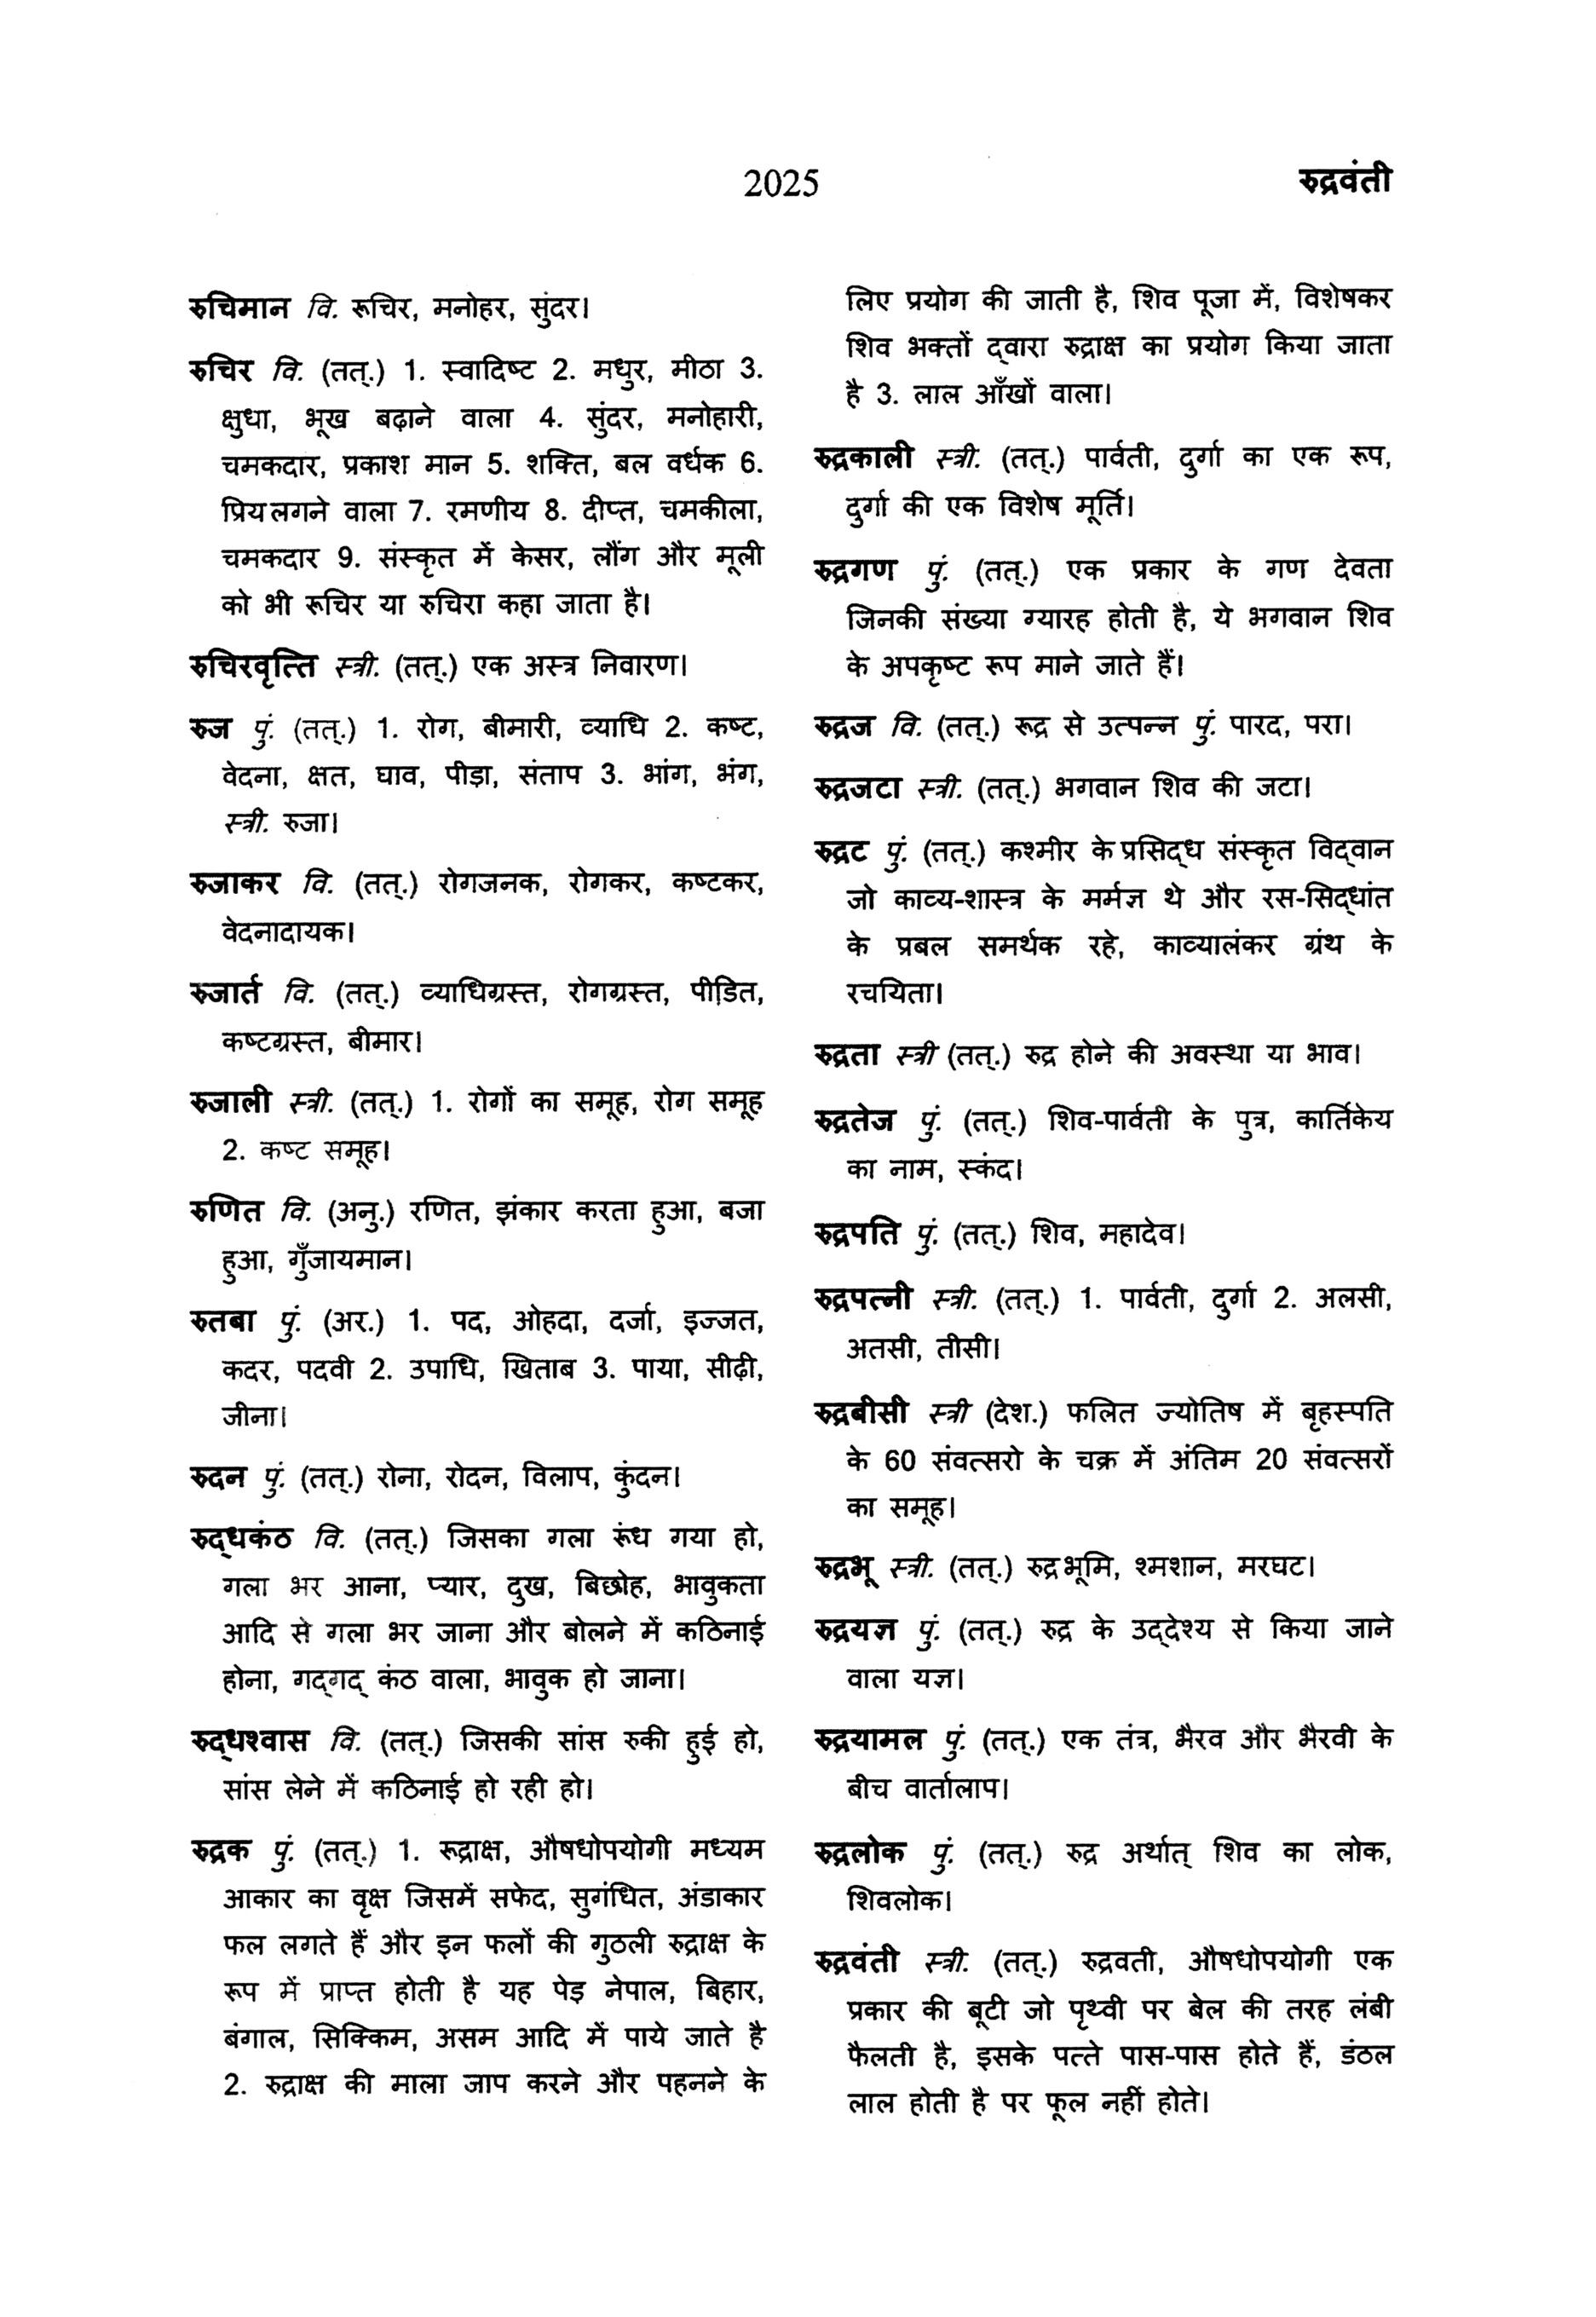 2025
रुद्रवंती
रुचिमान वि. रूचिर, मनोहर, सुंदर।
रुचिर वि. (तत्.) 1. स्वादिष्ट 2. मधुर, मीठा 3.
क्षुधा, भूख बढ़ाने वाला 4. सुंदर, मनोहारी,
चमकदार, प्रकाश मान 5. शक्ति, बल वर्धक 6.
प्रिय लगने वाला 7. रमणीय 8. दीप्त, चमकीला,
चमकदार 9. संस्कृत में केसर, लौंग और मूली
को भी रूचिर या रुचिरा कहा जाता है।
रुचिरवृत्ति स्त्री. (तत्.) एक अस्त्र निवारण।
रुज पुं. (तत्.) 1. रोग, बीमारी, व्याधि 2. कष्ट,
वेदना, क्षत, घाव, पीड़ा, संताप 3. भांग, भंग,
स्त्री. रुजा।
रुजाकर वि. (तत्.) रोगजनक, रोगकर, कष्टकर,
वेदनादायक।
रुजार्त वि. (तत्.) व्याधिग्रस्त, रोगग्रस्त, पीडित,
कष्टग्रस्त, बीमार।
रुजाली स्त्री. (तत्.) 1. रोगों का समूह, रोग समूह
2. कष्ट समूह।
रुणित वि. (अनु.) रणित, झंकार करता हुआ, बजा
हुआ, गुँजायमान।
रुतबा पुं. (अर.) 1. पद, ओहदा, दर्जा, इज्जत,
कदर, पदवी 2. उपाधि, खिताब 3. पाया, सीढ़ी,
जीना।
रुदन पुं. (तत्.) रोना, रोदन, विलाप, कुंदन।
रुद्धकंठ वि. (तत्.) जिसका गला रूंध गया हो,
गला भर आना, प्यार, दुख, बिछोह, भावुकता
आदि से गला भर जाना और बोलने में कठिनाई
होना, गद्गद् कंठ वाला, भावुक हो जाना।
रुद्धश्वास वि. (तत्.) जिसकी सांस रुकी हुई हो,
सांस लेने में कठिनाई हो रही हो।
रुद्रक पुं. (तत्.) 1. रूद्राक्ष, औषधोपयोगी मध्यम
आकार का वृक्ष जिसमें सफेद, सुगंधित, अंडाकार
फल लगते हैं और इन फलों की गुठली रुद्राक्ष के
रूप में प्राप्त होती है यह पेड़ नेपाल, बिहार,
बंगाल, सिक्किम, असम आदि में पाये जाते है
2. रुद्राक्ष की माला जाप करने और पहनने के
लिए प्रयोग की जाती है, शिव पूजा में, विशेषकर
शिव भक्तों द्वारा रुद्राक्ष का प्रयोग किया जाता
है 3. लाल आँखों वाला।
रुद्रकाली स्त्री. (तत्.) पार्वती, दुर्गा का एक रूप,
दुर्गा की एक विशेष मूर्ति।
रुद्रगण पुं. (तत्.) एक प्रकार के गण देवता
जिनकी संख्या ग्यारह होती है, ये भगवान शिव
के अपकृष्ट रूप माने जाते हैं।
रुद्रज वि. (तत्.) रूद्र से उत्पन्न पुं. पारद, परा।
रुद्रजटा स्त्री. (तत्.) भगवान शिव की जटा।
रुद्रट पुं. (तत्.) कश्मीर के प्रसिद्ध संस्कृत विद्वान
जो काव्य-शास्त्र के मर्मज्ञ थे और रस-सिद्धांत
के प्रबल समर्थक रहे, काव्यालंकर ग्रंथ के
रचयिता।
रुद्रता स्त्री (तत्.) रुद्र होने की अवस्था या भाव।
रुद्रतेज पुं. (तत्.) शिव-पार्वती के पुत्र, कार्तिकेय
का नाम, स्कंद।
रुद्रपति पुं. (तत्.) शिव, महादेव।
रुद्रपत्नी स्त्री. (तत्.) 1. पार्वती, दुर्गा 2. अलसी,
अतसी, तीसी।
रुद्रबीसी स्त्री (देश.) फलित ज्योतिष में बृहस्पति
के 60 संवत्सरो के चक्र में अंतिम 20 संवत्सरों
का समूह।
रुद्रभू स्त्री. (तत्.) रुद्रभूमि, श्मशान, मरघट।
रुद्रयज्ञ पुं. (तत्.) रुद्र के उद्देश्य से किया जाने
वाला यज्ञ।
रुद्रयामल पुं. (तत्.) एक तंत्र, भैरव और भैरवी के
बीच वार्तालाप।
रुद्रलोक पुं. (तत्.) रुद्र अर्थात् शिव का लोक,
शिवलोक।
रुद्रवंती स्त्री. (तत्.) रुद्रवती, औषधोपयोगी एक
प्रकार की बूटी जो पृथ्वी पर बेल की तरह लंबी
फैलती है, इसके पत्ते पास-पास होते हैं, डंठल
लाल होती है पर फूल नहीं होते।